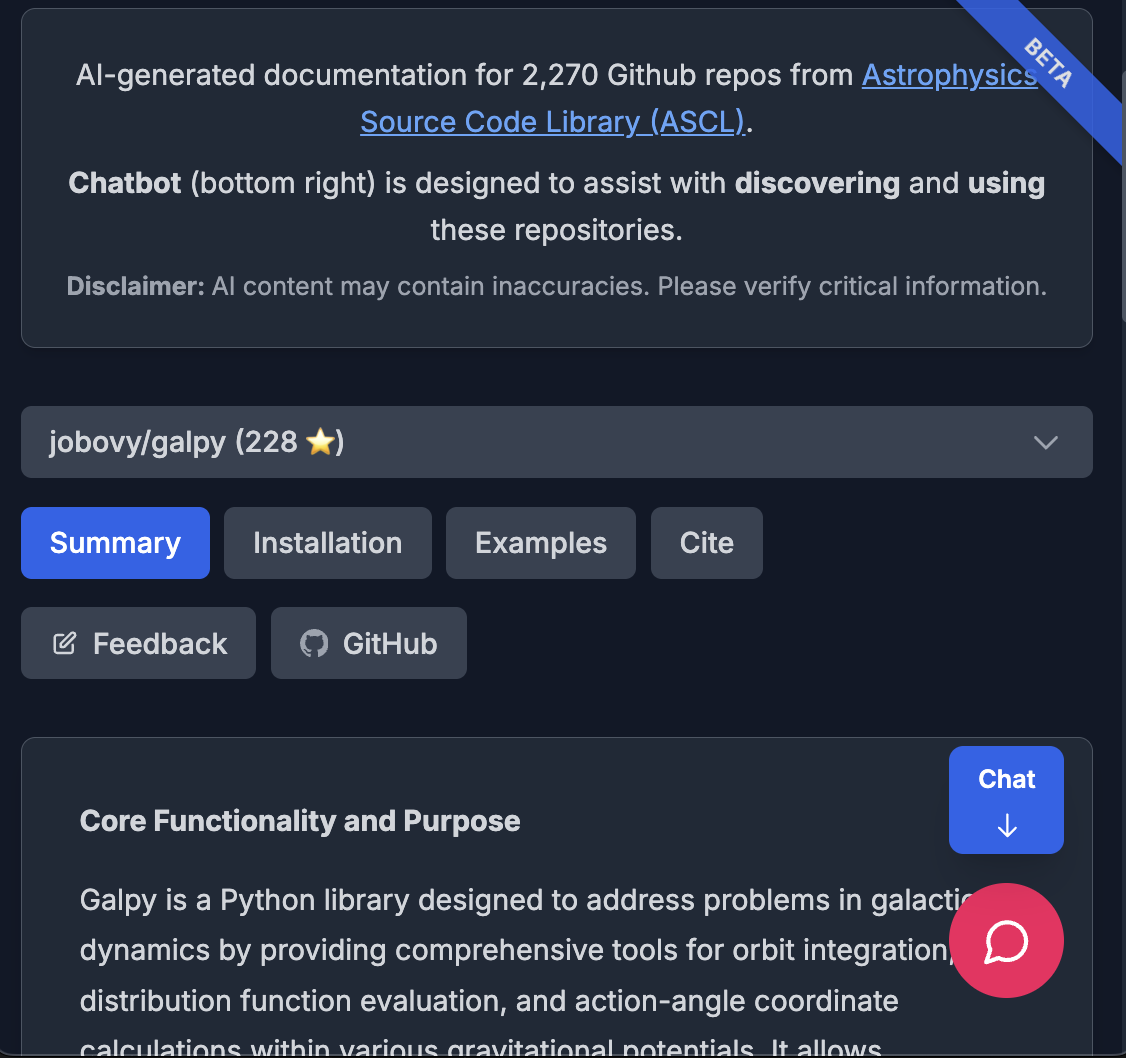 BETA
AI-generated documentation for 2,270 Github repos from Astrophysics
Source Code Library (ASCL).
Chatbot (bottom right) is designed to assist with discovering and using
these repositories.
Disclaimer: AI content may contain inaccuracies. Please verify critical information.
jobovy/galpy (228 ⭐)
Summary
Installation
Examples
Cite
Feedback
GitHub
Chat
Core Functionality and Purpose
Galpy is a Python library designed to address problems in galactic
dynamics by providing comprehensive tools for orbit integration,
distribution function evaluation, and action-angle coordinate
calculations within various gravitational potentials. It allows